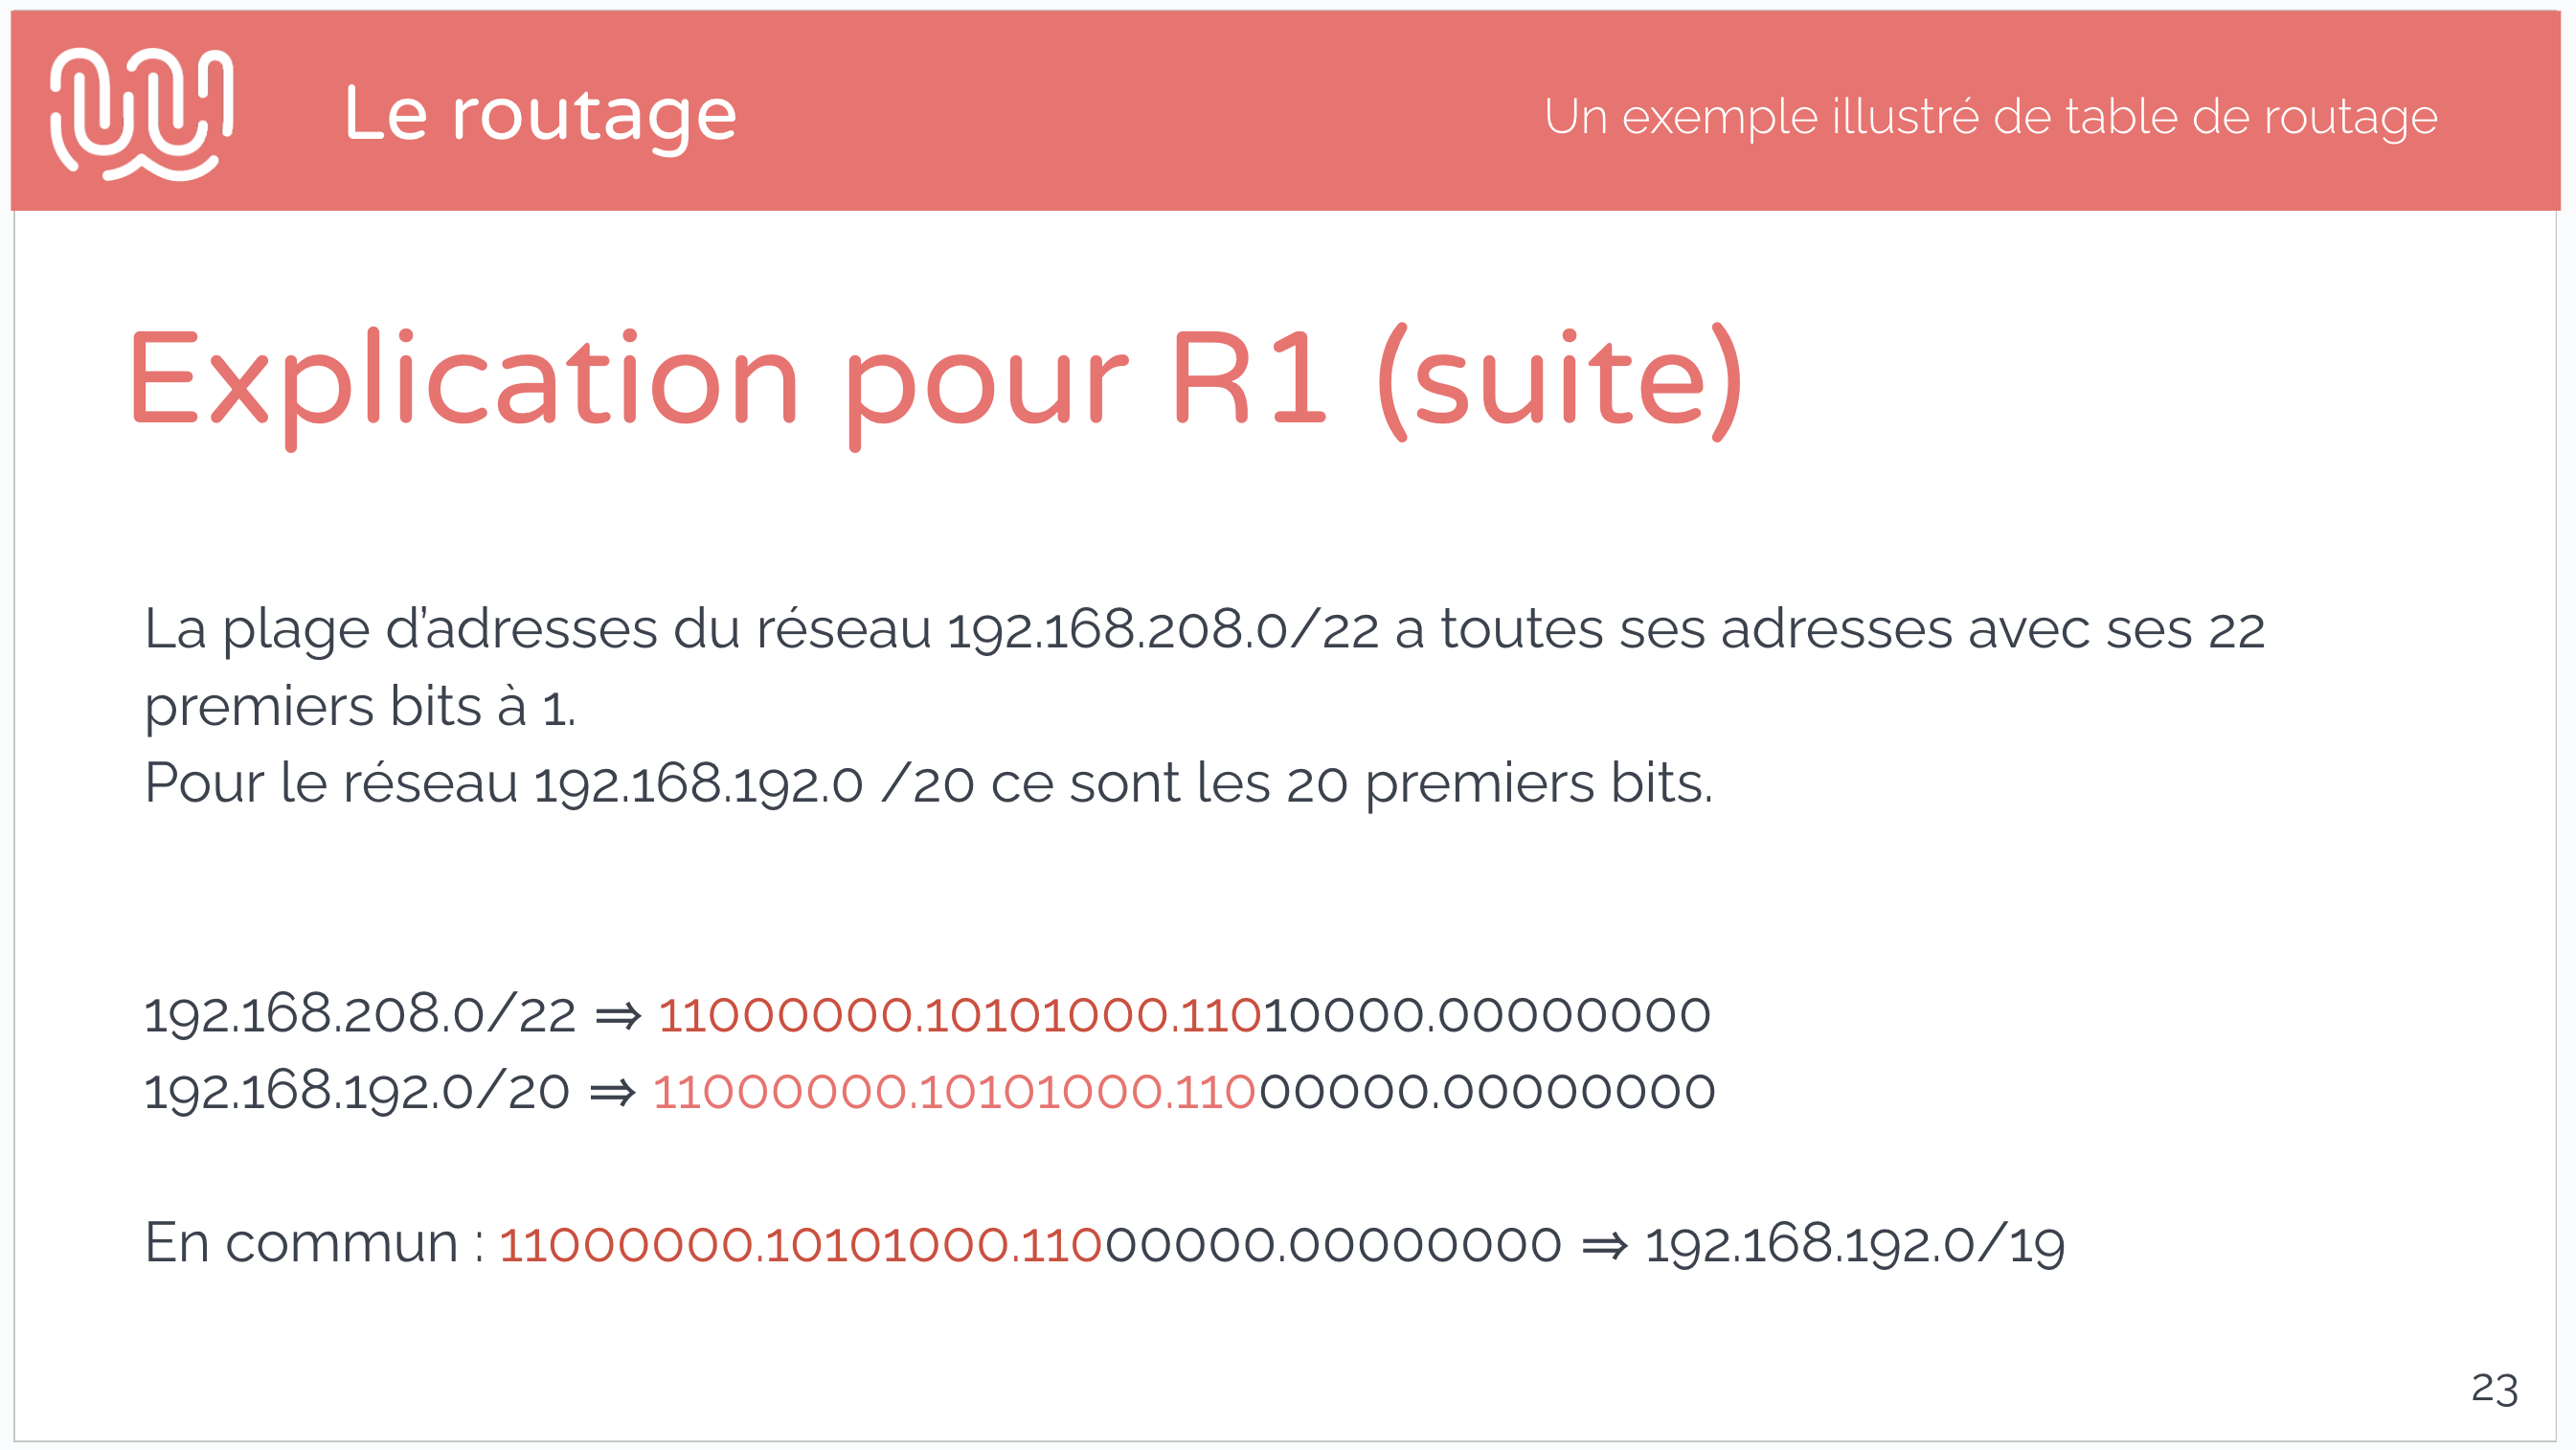 Le routage
Un exemple illustré de table de routage
Explication pour R1 (suite)
La plage d’adresses du réseau 192.168.208.0/22 a toutes ses adresses avec ses 22
premiers bits à 1.
Pour le réseau 192.168.192.0 /20 ce sont les 20 premiers bits.
192.168.208.0/22 ⇒ 11000000.10101000.11010000.00000000
192.168.192.0/20 ⇒ 11000000.10101000.11000000.00000000
En commun : 11000000.10101000.11000000.00000000 ⇒ 192.168.192.0/19
23